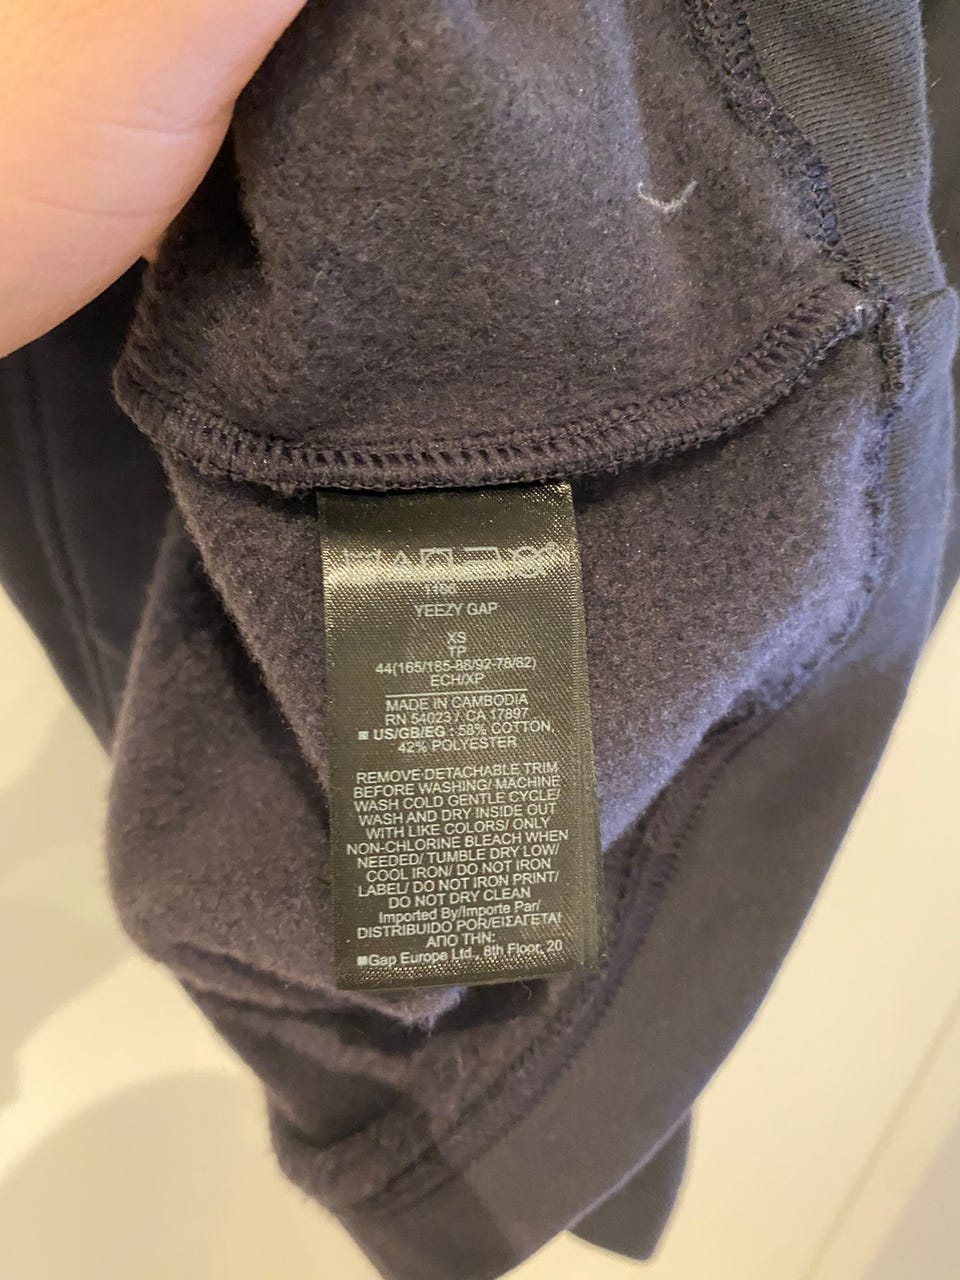 YEEZY GAP
XS
TP
44(165/185-88/92-78/82)
ECH/XP
MADE IN CAMBODIA
RN 54023 / CA 17897
■ US/GB/EG : 58% COTTON,
42% POLYESTER
REMOVE DETACHABLE TRIM
BEFORE WASHING/ MACHINE
WASH COLD GENTLE CYCLE/
WASH AND DRY INSIDE OUT
WITH LIKE COLORS/ ONLY
NON-CHLORINE BLEACH WHEN
NEEDED/ TUMBLE DRY LOW/
COOL IRON/ DO NOT IRON
LABEL/ DO NOT IRON PRINT/
DO NOT DRY CLEAN
Imported By/Importe Par/
DISTRIBUIDO POR/ΕΙΣΑΓΕΤΑΙ
ΑΠΟ ΤΗΝ:
■Gap Europe Ltd., 8th Floor, 20